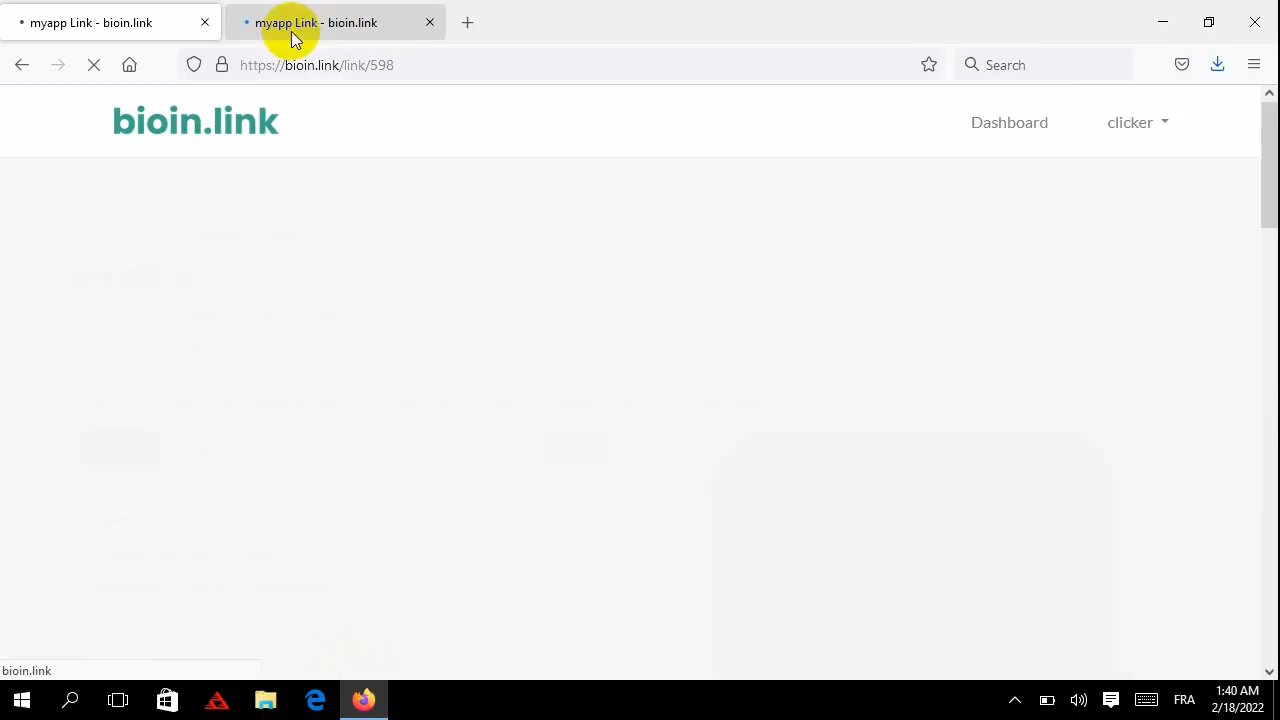 myapp Link - bioin.link
myapp Link - bioin.link
https://bioin.link/link/598
Search
bioin.link
Dashboard
clicker
bioin.link
FRA
1:40 AM
2/18/2022